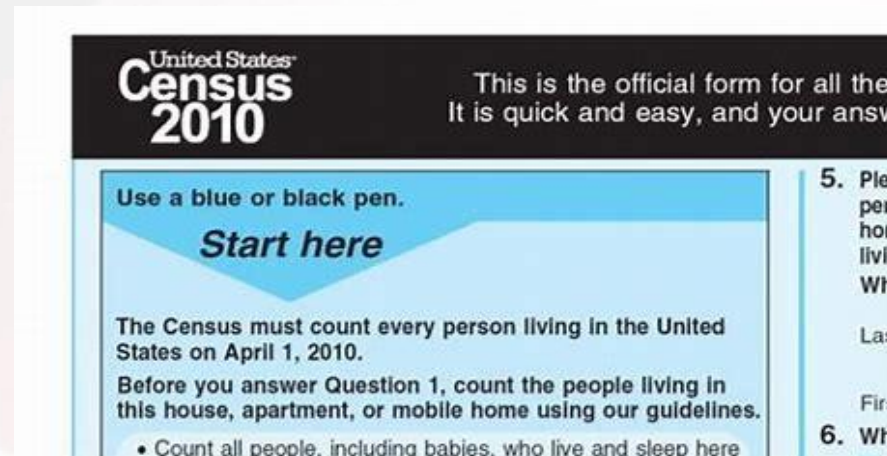 United States
Census
2010
This is the official form for all the
It is quick and easy, and your
Use a blue or black pen.
Start here
The Census must count every person living in the United
States on April 1, 2010.
Before you answer Question 1, count the people living in
this house, apartment, or mobile home using our guidelines.
• Count all people, including babies, who live and sleep here
5.
6.